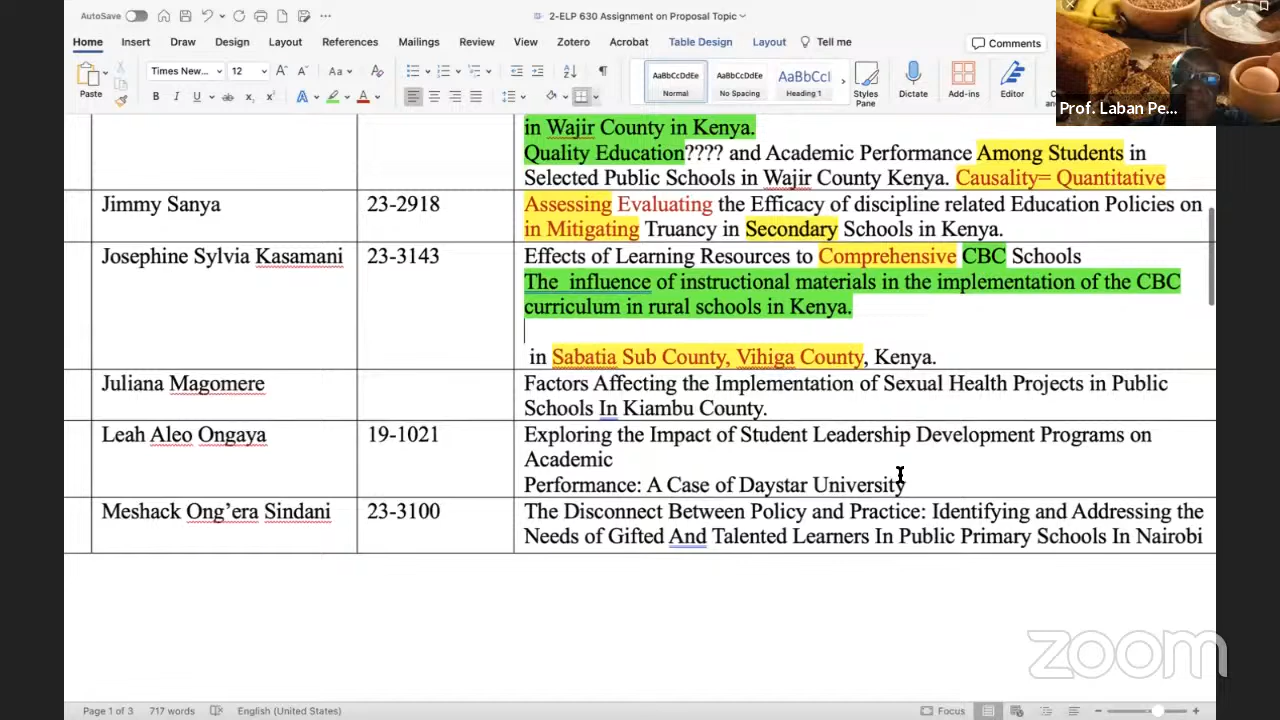 AutoSave
2-ELP 630 Assignment on Proposal Topic
Home Insert Draw Design Layout References Mailings Review View Zotero Acrobat Table Design Layout Tell me
Comments
Paste
Times New... 12
AaBbCcDdEe
Normal
AaBbCcDdEe
No Spacing
AaBbCcI
Heading 1
Styles
Pane
Dictate
Add-ins
Editor
Prof. Laban Pe...
in Wajir County in Kenya.
Quality Education???? and Academic Performance Among Students in
Selected Public Schools in Wajir County Kenya. Causality= Quantitative
Jimmy Sanya 23-2918 Assessing Evaluating the Efficacy of discipline related Education Policies on
in Mitigating Truancy in Secondary Schools in Kenya.
Josephine Sylvia Kasamani 23-3143 Effects of Learning Resources to Comprehensive CBC Schools
The influence of instructional materials in the implementation of the CBC
curriculum in rural schools in Kenya.
in Sabatia Sub County, Vihiga County, Kenya.
Juliana Magomere Factors Affecting the Implementation of Sexual Health Projects in Public
Schools In Kiambu County.
Leah Aleo Ongaya 19-1021 Exploring the Impact of Student Leadership Development Programs on
Academic
Performance: A Case of Daystar University
Meshack Ong’era Sindani 23-3100 The Disconnect Between Policy and Practice: Identifying and Addressing the
Needs of Gifted And Talented Learners In Public Primary Schools In Nairobi
zoom
Page 1 of 3 717 words English (United States) Focus